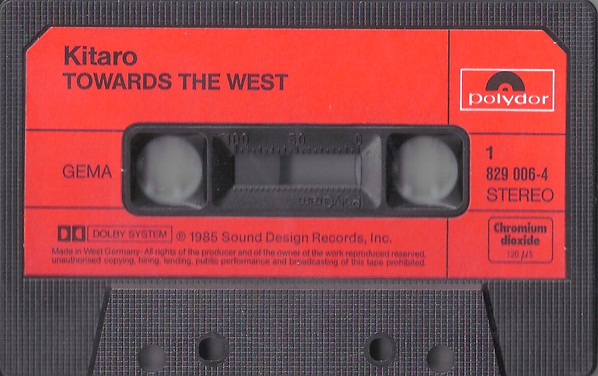 Kitaro
TOWARDS THE WEST
polydor
100 50 0
GEMA
1
829 006-4
STEREO
DOLBY SYSTEM ℗ 1985 Sound Design Records, Inc.
Made in West Germany · All rights of the producer and of the owner of the work reproduced reserved,
unauthorised copying, hiring, lending, public performance and broadcasting of this tape prohibited.
Chromium
dioxide
120 µS